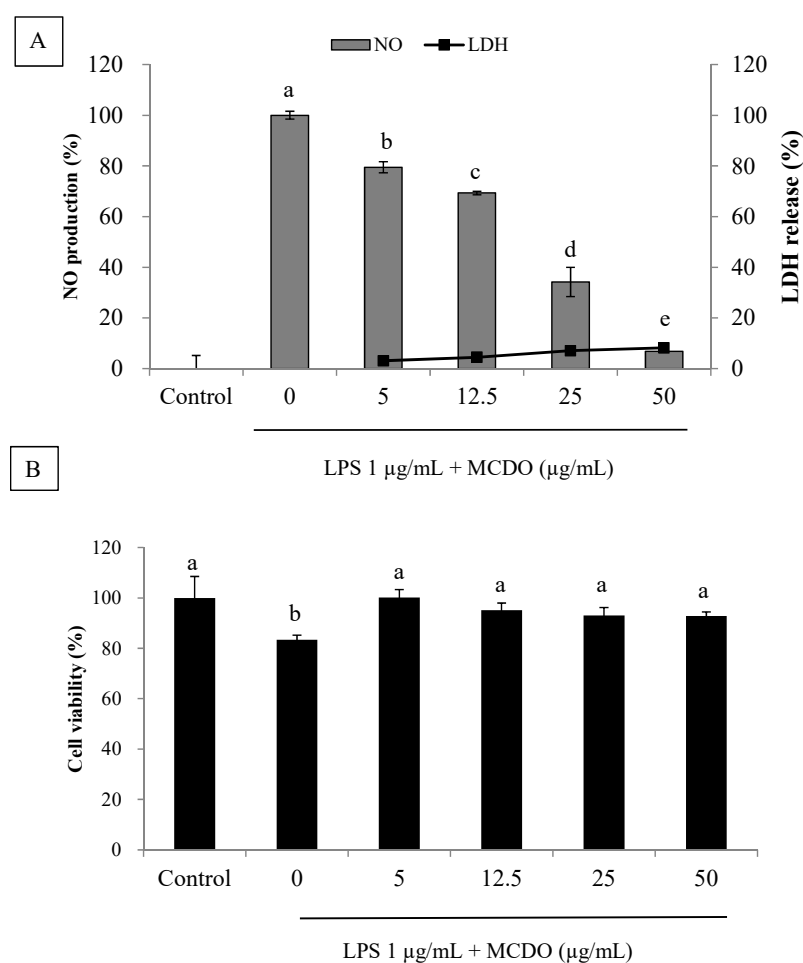 A
NO LDH
120 120
a
100 100
b
80 c 80
60 60
d
40 40
20 e 20
0 0
NO production (%)
LDH release (%)
Control 0 5 12.5 25 50
LPS 1 µg/mL + MCDO (µg/mL)
B
120
a a a a a
100
b
80
60
40
20
0
Cell viability (%)
Control 0 5 12.5 25 50
LPS 1 µg/mL + MCDO (µg/mL)